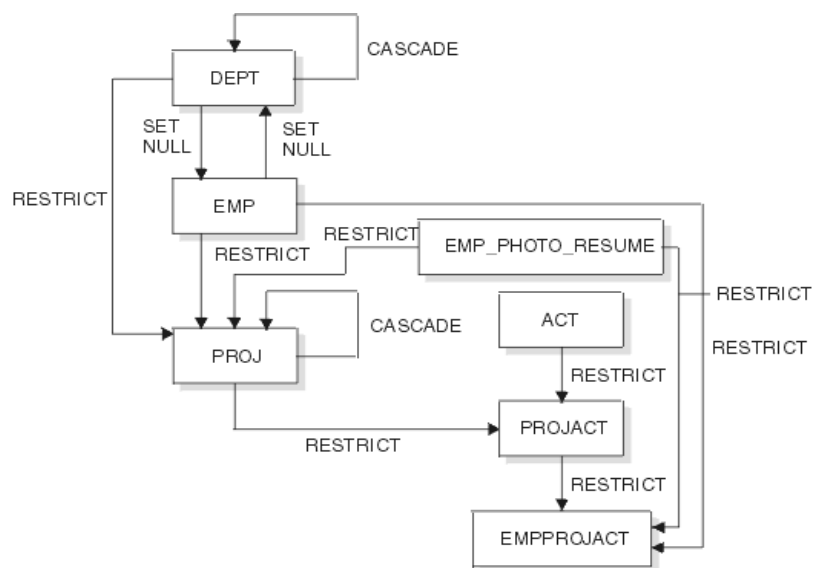 CASCADE
DEPT
SET
NULL
SET
NULL
RESTRICT
EMP
RESTRICT
RESTRICT
EMP_PHOTO_RESUME
RESTRICT
CASCADE
ACT
PROJ
RESTRICT
RESTRICT
RESTRICT
PROJACT
RESTRICT
EMPPROJACT